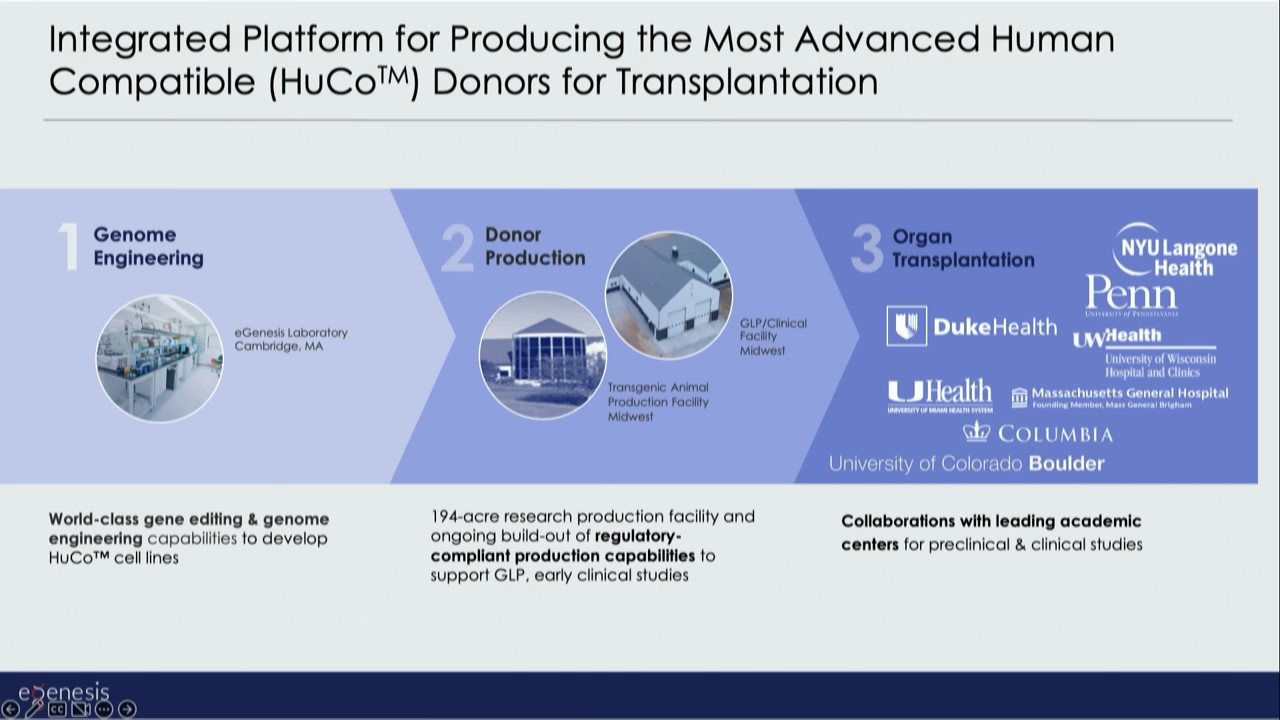 Integrated Platform for Producing the Most Advanced Human
Compatible (HuCo™) Donors for Transplantation
1 Genome
Engineering
eGenesis Laboratory
Cambridge, MA
2 Donor
Production
GLP/Clinical
Facility
Midwest
Transgenic Animal
Production Facility
Midwest
3 Organ
Transplantation
NYU Langone
Health
Penn
UNIVERSITY of PENNSYLVANIA
DukeHealth
UWHealth
University of Wisconsin
Hospital and Clinics
UHealth
UNIVERSITY OF MIAMI HEALTH SYSTEM
Massachusetts General Hospital
Founding Member, Mass General Brigham
COLUMBIA
University of Colorado Boulder
World-class gene editing & genome
engineering capabilities to develop
HuCo™ cell lines
194-acre research production facility and
ongoing build-out of regulatory-
compliant production capabilities to
support GLP, early clinical studies
Collaborations with leading academic
centers for preclinical & clinical studies
egenesis
CC